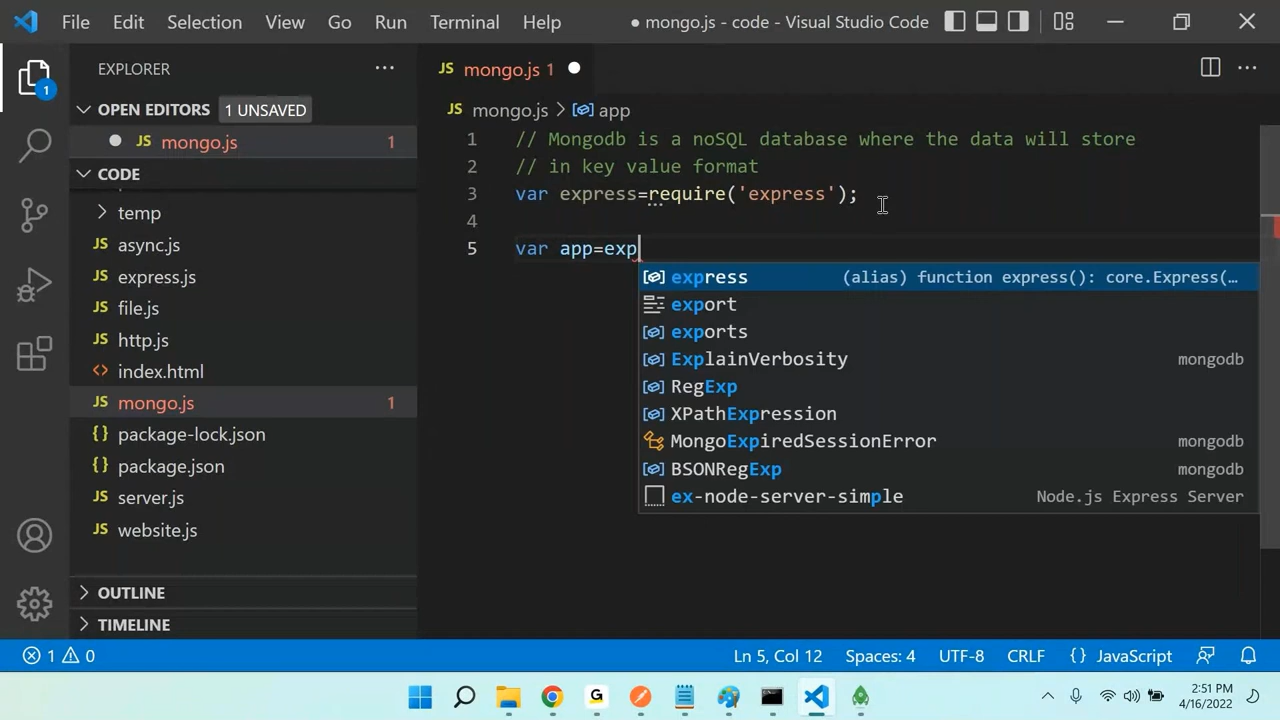 File Edit Selection View Go Run Terminal Help ● mongo.js - code - Visual Studio Code
EXPLORER ···
JS mongo.js 1 ●
1
OPEN EDITORS 1 UNSAVED
JS mongo.js > app
● JS mongo.js 1
1 // Mongodb is a noSQL database where the data will store
2 // in key value format
CODE
3 var express=require('express');
temp
4
JS async.js
5 var app=exp
JS express.js
express (alias) function express(): core.Express(…
JS file.js
export
JS http.js
exports
<> index.html
ExplainVerbosity mongodb
JS mongo.js 1
RegExp
{} package-lock.json
XPathExpression
{} package.json
MongoExpiredSessionError mongodb
JS server.js
BSONRegExp mongodb
JS website.js
ex-node-server-simple Node.js Express Server
OUTLINE
TIMELINE
1 0 Ln 5, Col 12 Spaces: 4 UTF-8 CRLF {} JavaScript
G
2:51 PM
4/16/2022